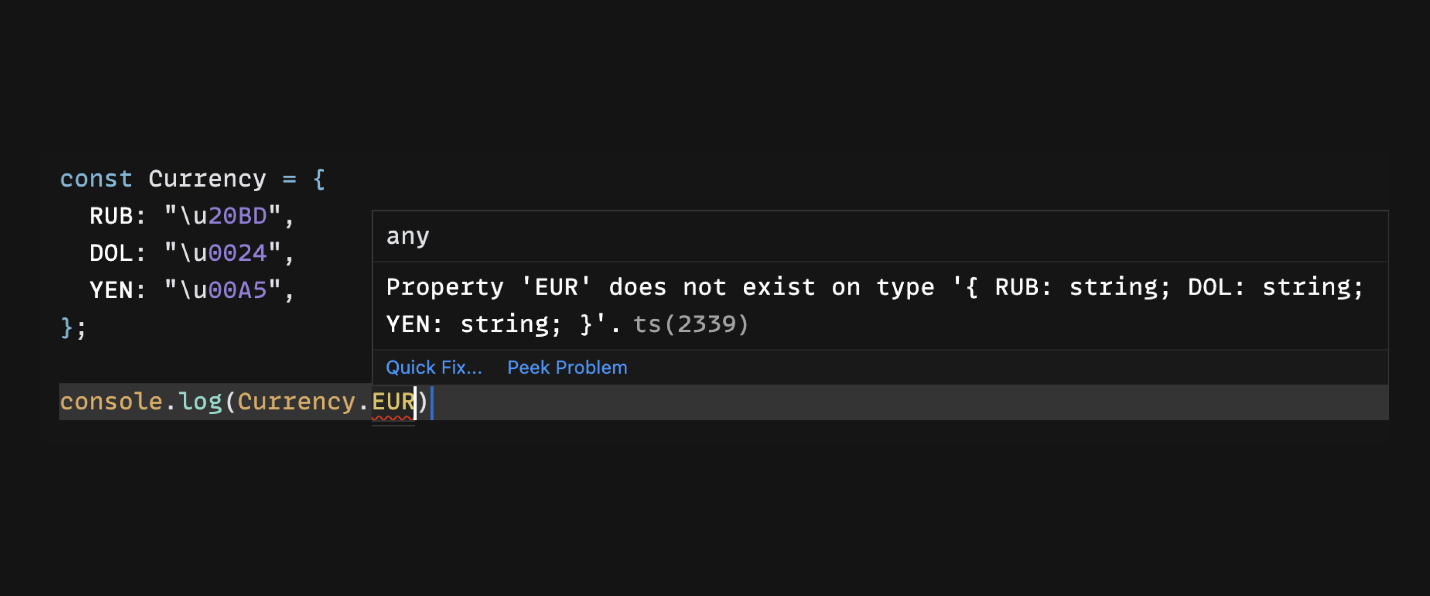 const Currency = {
RUB: "\u20BD",
DOL: "\u0024",
YEN: "\u00A5",
};
any
Property 'EUR' does not exist on type '{ RUB: string; DOL: string;
YEN: string; }'. ts(2339)
Quick Fix... Peek Problem
console.log(Currency.EUR)